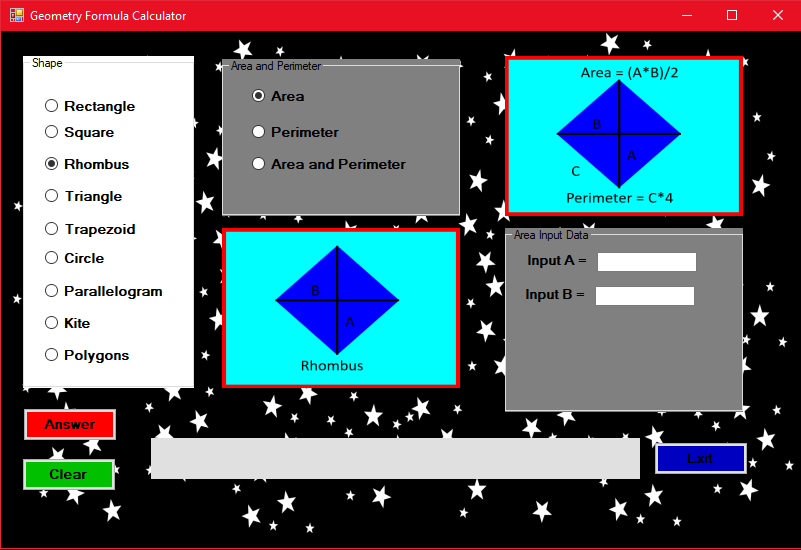 Geometry Formula Calculator
Shape
Rectangle
Square
Rhombus
Triangle
Trapezoid
Circle
Parallelogram
Kite
Polygons
Area and Perimeter
Area
Perimeter
Area and Perimeter
Area = (A*B)/2
B
A
C
Perimeter = C*4
B
A
Rhombus
Area Input Data
Input A =
Input B =
Answer
Clear
Exit